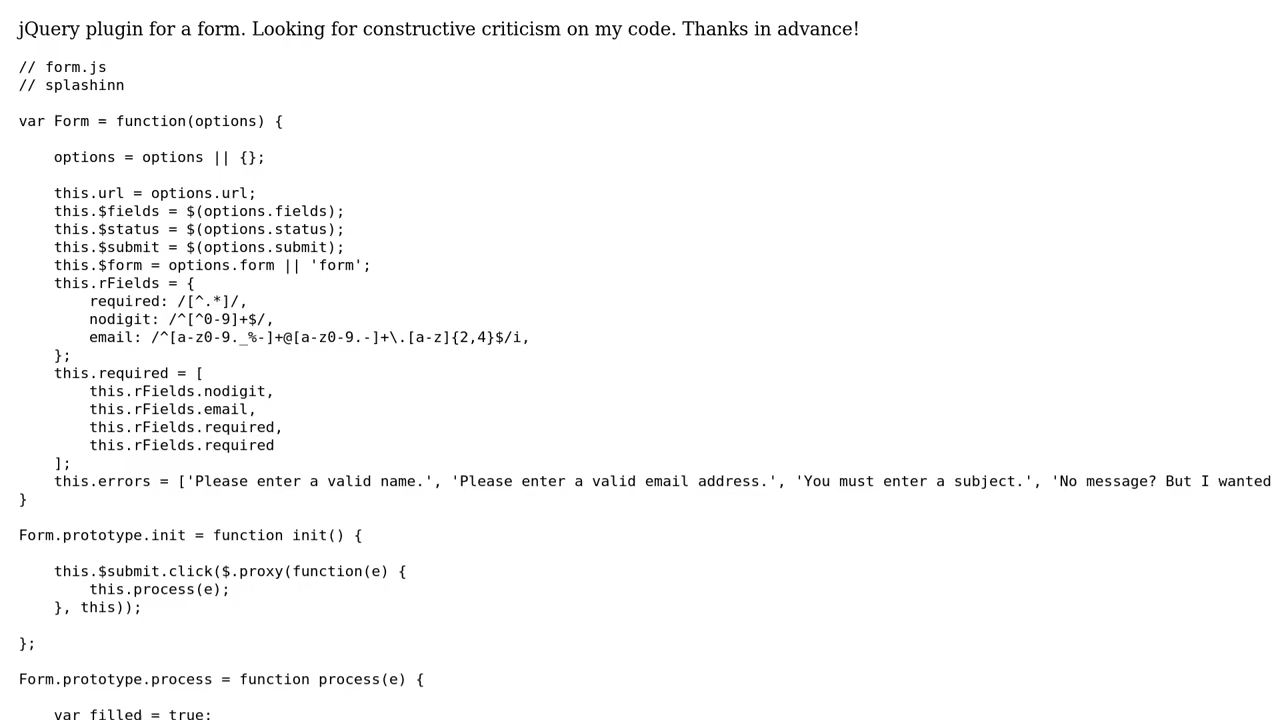 jQuery plugin for a form. Looking for constructive criticism on my code. Thanks in advance!
// form.js
// splashinn
var Form = function(options) {
options = options || {};
this.url = options.url;
this.$fields = $(options.fields);
this.$status = $(options.status);
this.$submit = $(options.submit);
this.$form = options.form || 'form';
this.rFields = {
required: /[^.*]/,
nodigit: /^[^0-9]+$/,
email: /^[a-z0-9._%-]+@[a-z0-9.-]+\.[a-z]{2,4}$/i,
};
this.required = [
this.rFields.nodigit,
this.rFields.email,
this.rFields.required,
this.rFields.required
];
this.errors = ['Please enter a valid name.', 'Please enter a valid email address.', 'You must enter a subject.', 'No message? But I wanted
}
Form.prototype.init = function init() {
this.$submit.click($.proxy(function(e) {
this.process(e);
}, this));
};
Form.prototype.process = function process(e) {
var filled = true;